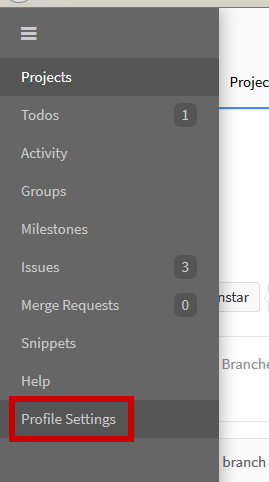 Projects
Projec
Todos 1
Activity
Groups
Milestones
Issues 3
nstar
Merge Requests 0
Snippets
Branche
Help
Profile Settings
branch